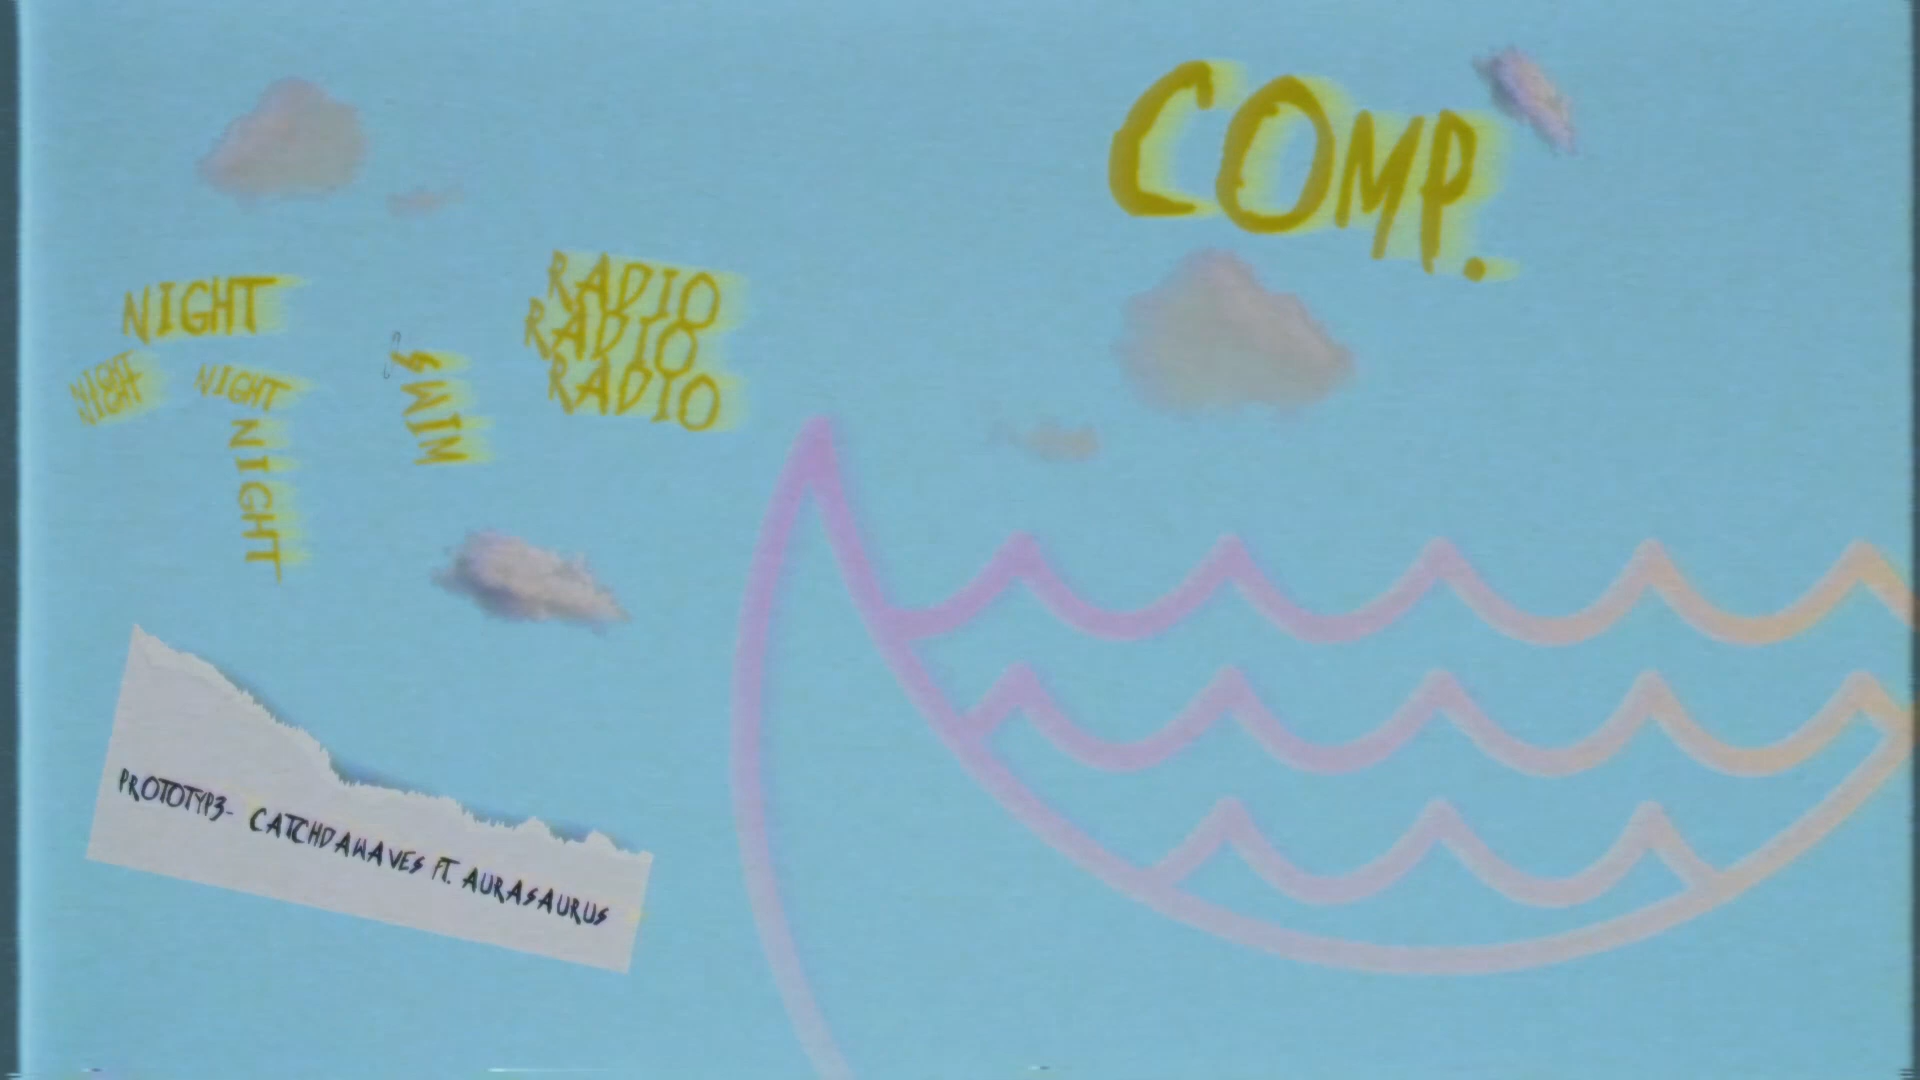 COMP.
NIGHT
NIGHT
NIGHT
NIGHT
NIGHT
SWIM
RADIO
RADIO
RADIO
PROTOTYP3- CATCHDAWAVES FT. AURASAURUS